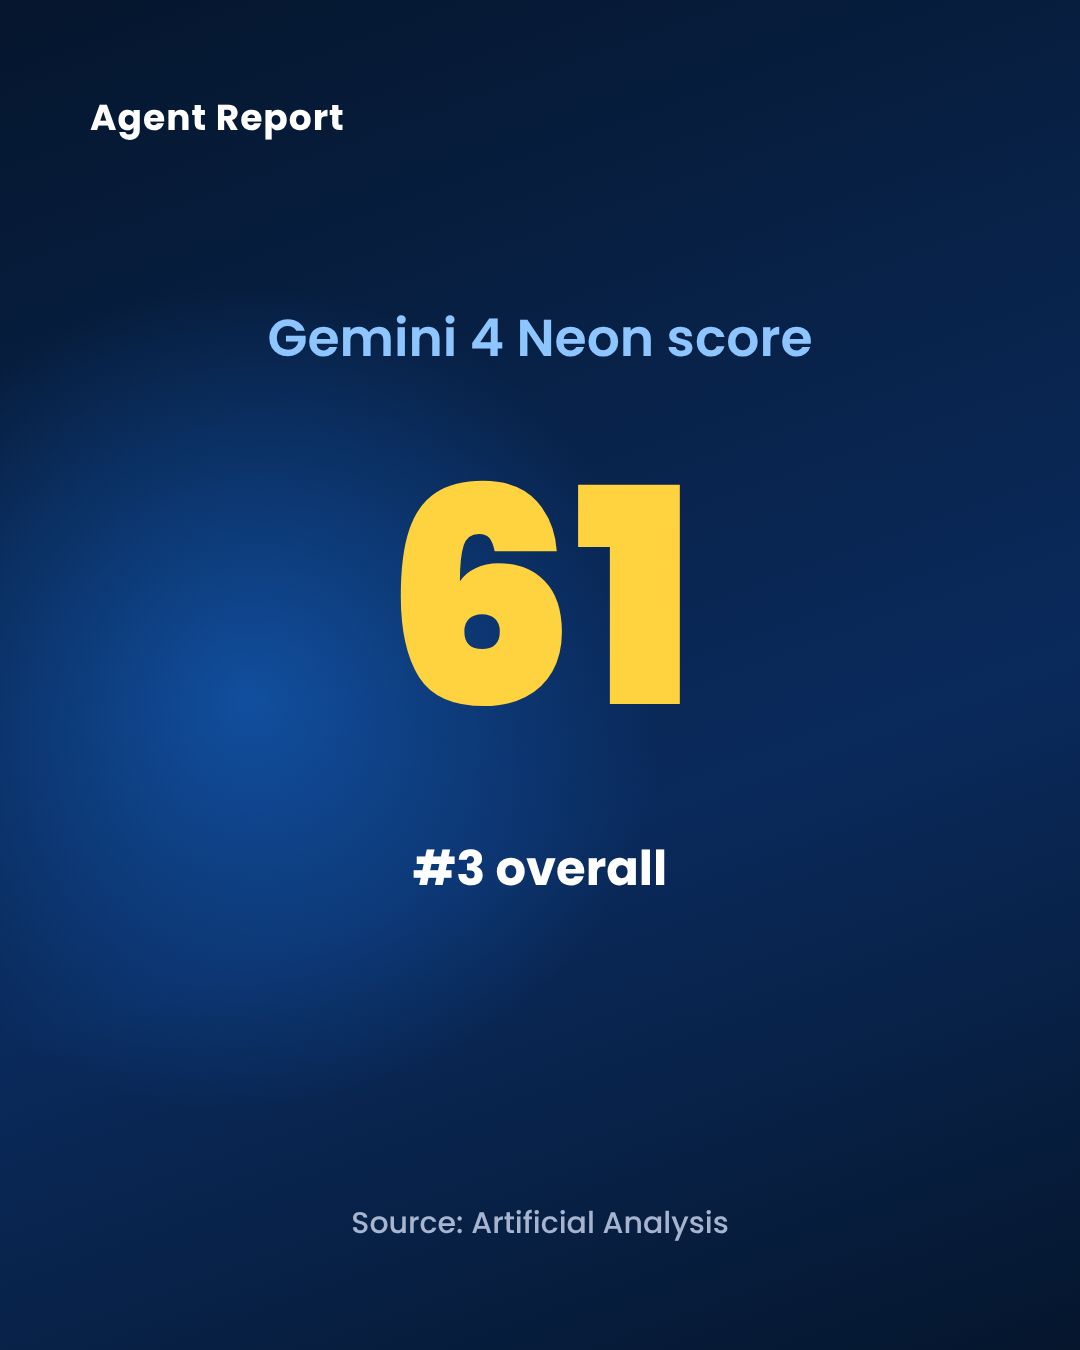 Agent Report
Gemini 4 Neon score
61
#3 overall
Source: Artificial Analysis